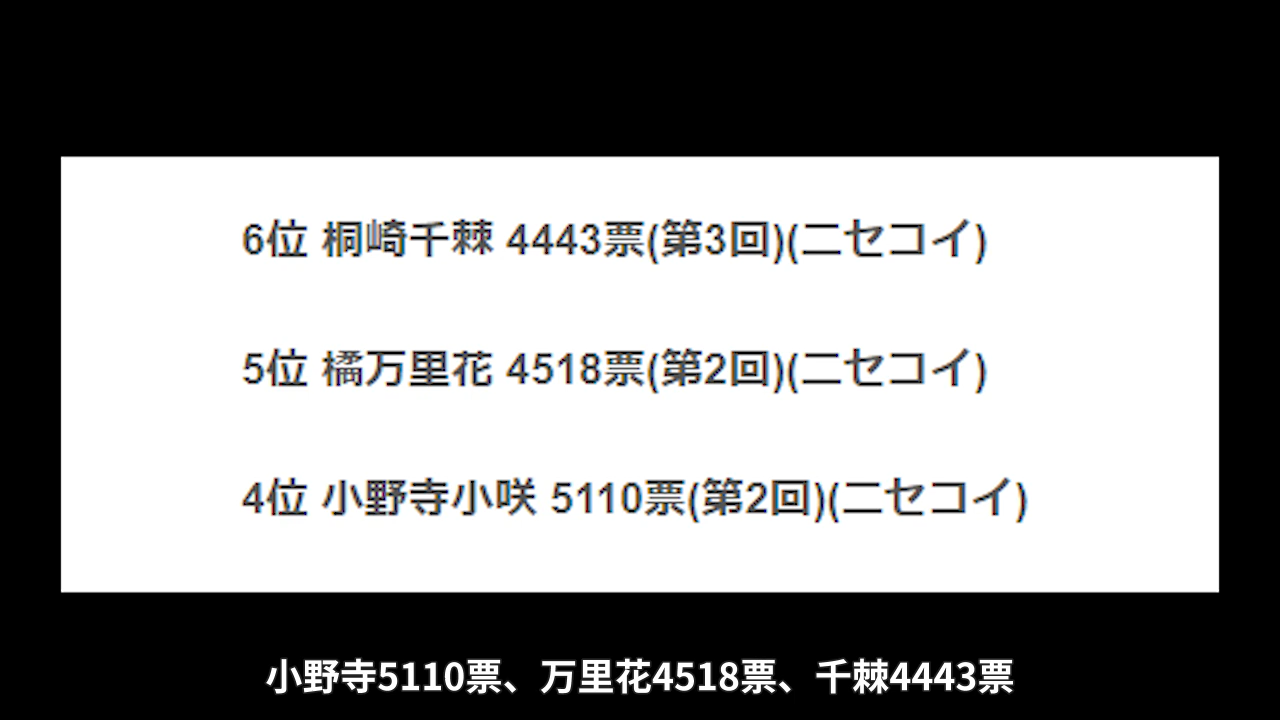 6位 桐崎千棘 4443票(第3回)(ニセコイ)
5位 橘万里花 4518票(第2回)(ニセコイ)
4位 小野寺小咲 5110票(第2回)(ニセコイ)
小野寺5110票、万里花4518票、千棘4443票